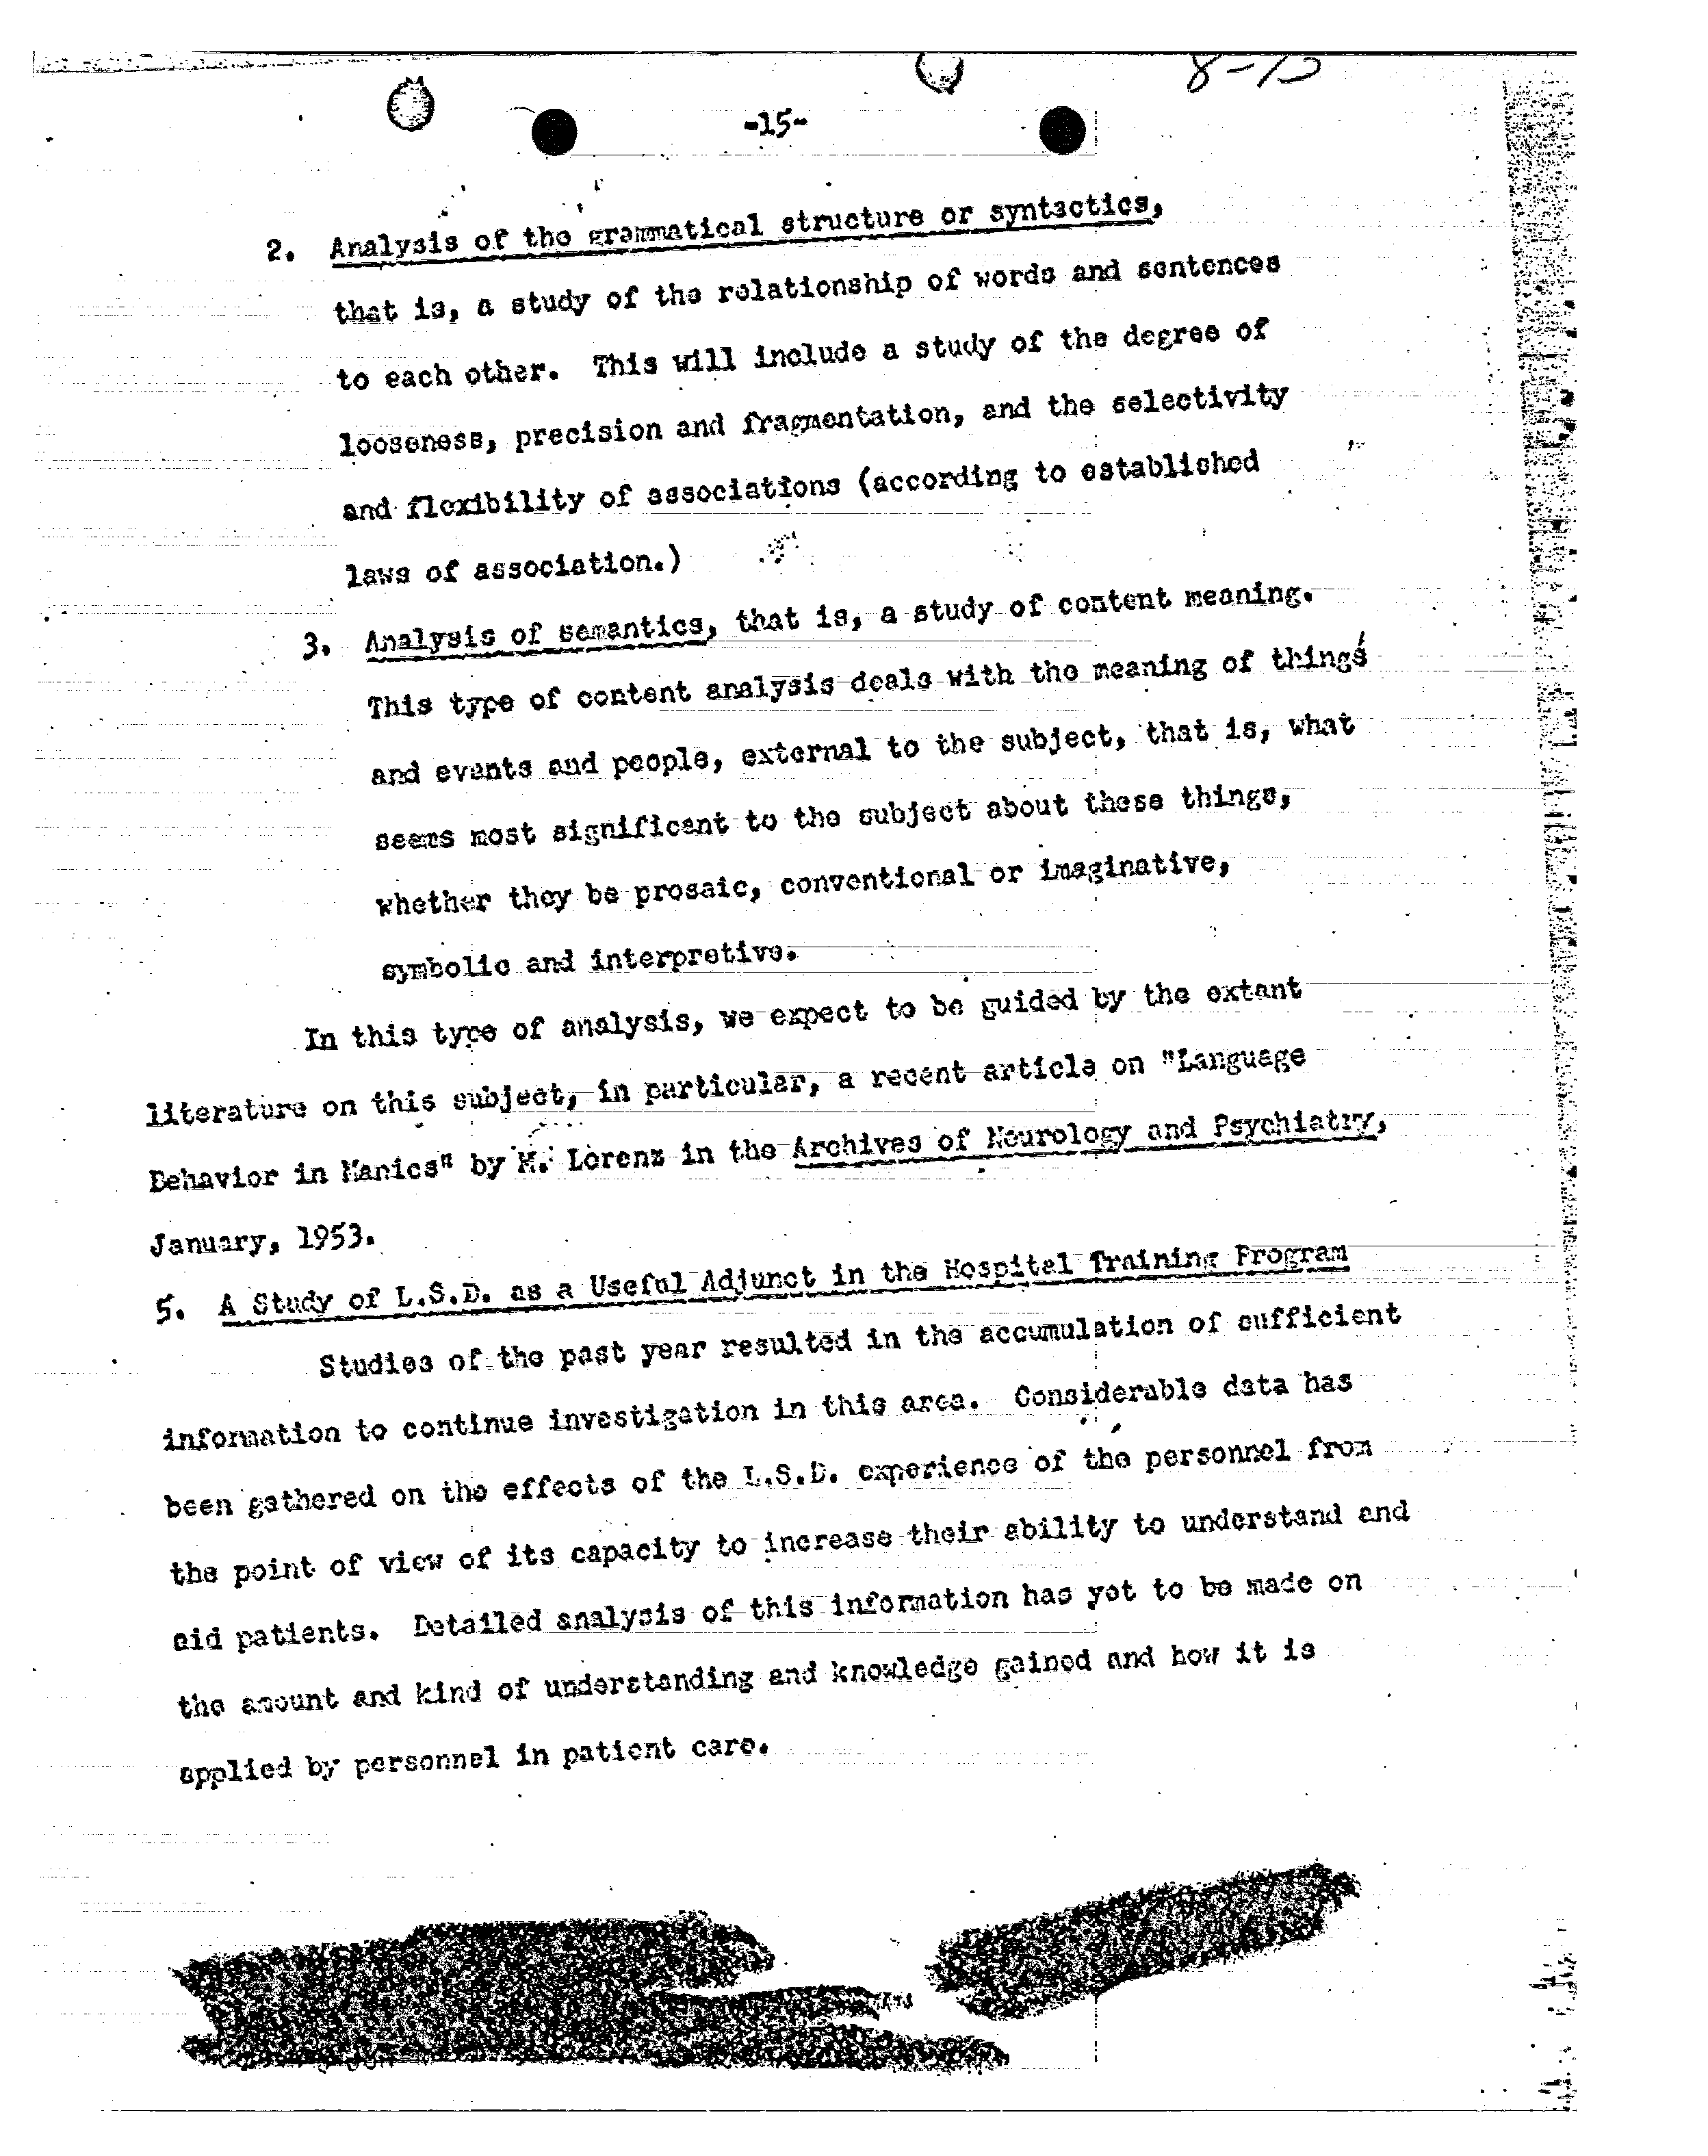 -15-
2. Analysis of the grammatical structure or syntactics,
that is, a study of the relationship of words and sentences
to each other. This will include a study of the degree of
looseness, precision and fragmentation, and the selectivity
and flexibility of associations (according to established
laws of association.)
3. Analysis of semantics, that is, a study of content meaning.
This type of content analysis deals with the meaning of things
and events and people, external to the subject, that is, what
seems most significant to the subject about these things,
whether they be prosaic, conventional or imaginative,
symbolic and interpretive.
In this type of analysis, we expect to be guided by the extant
literature on this subject, in particular, a recent article on "Language
Behavior in Manics" by M. Lorenz in the Archives of Neurology and Psychiatry,
January, 1953.
5. A Study of L.S.D. as a Useful Adjunct in the Hospital Training Program
Studies of the past year resulted in the accumulation of sufficient
information to continue investigation in this area. Considerable data has
been gathered on the effects of the L.S.D. experience of the personnel from
the point of view of its capacity to increase their ability to understand and
aid patients. Detailed analysis of this information has yet to be made on
the amount and kind of understanding and knowledge gained and how it is
applied by personnel in patient care.